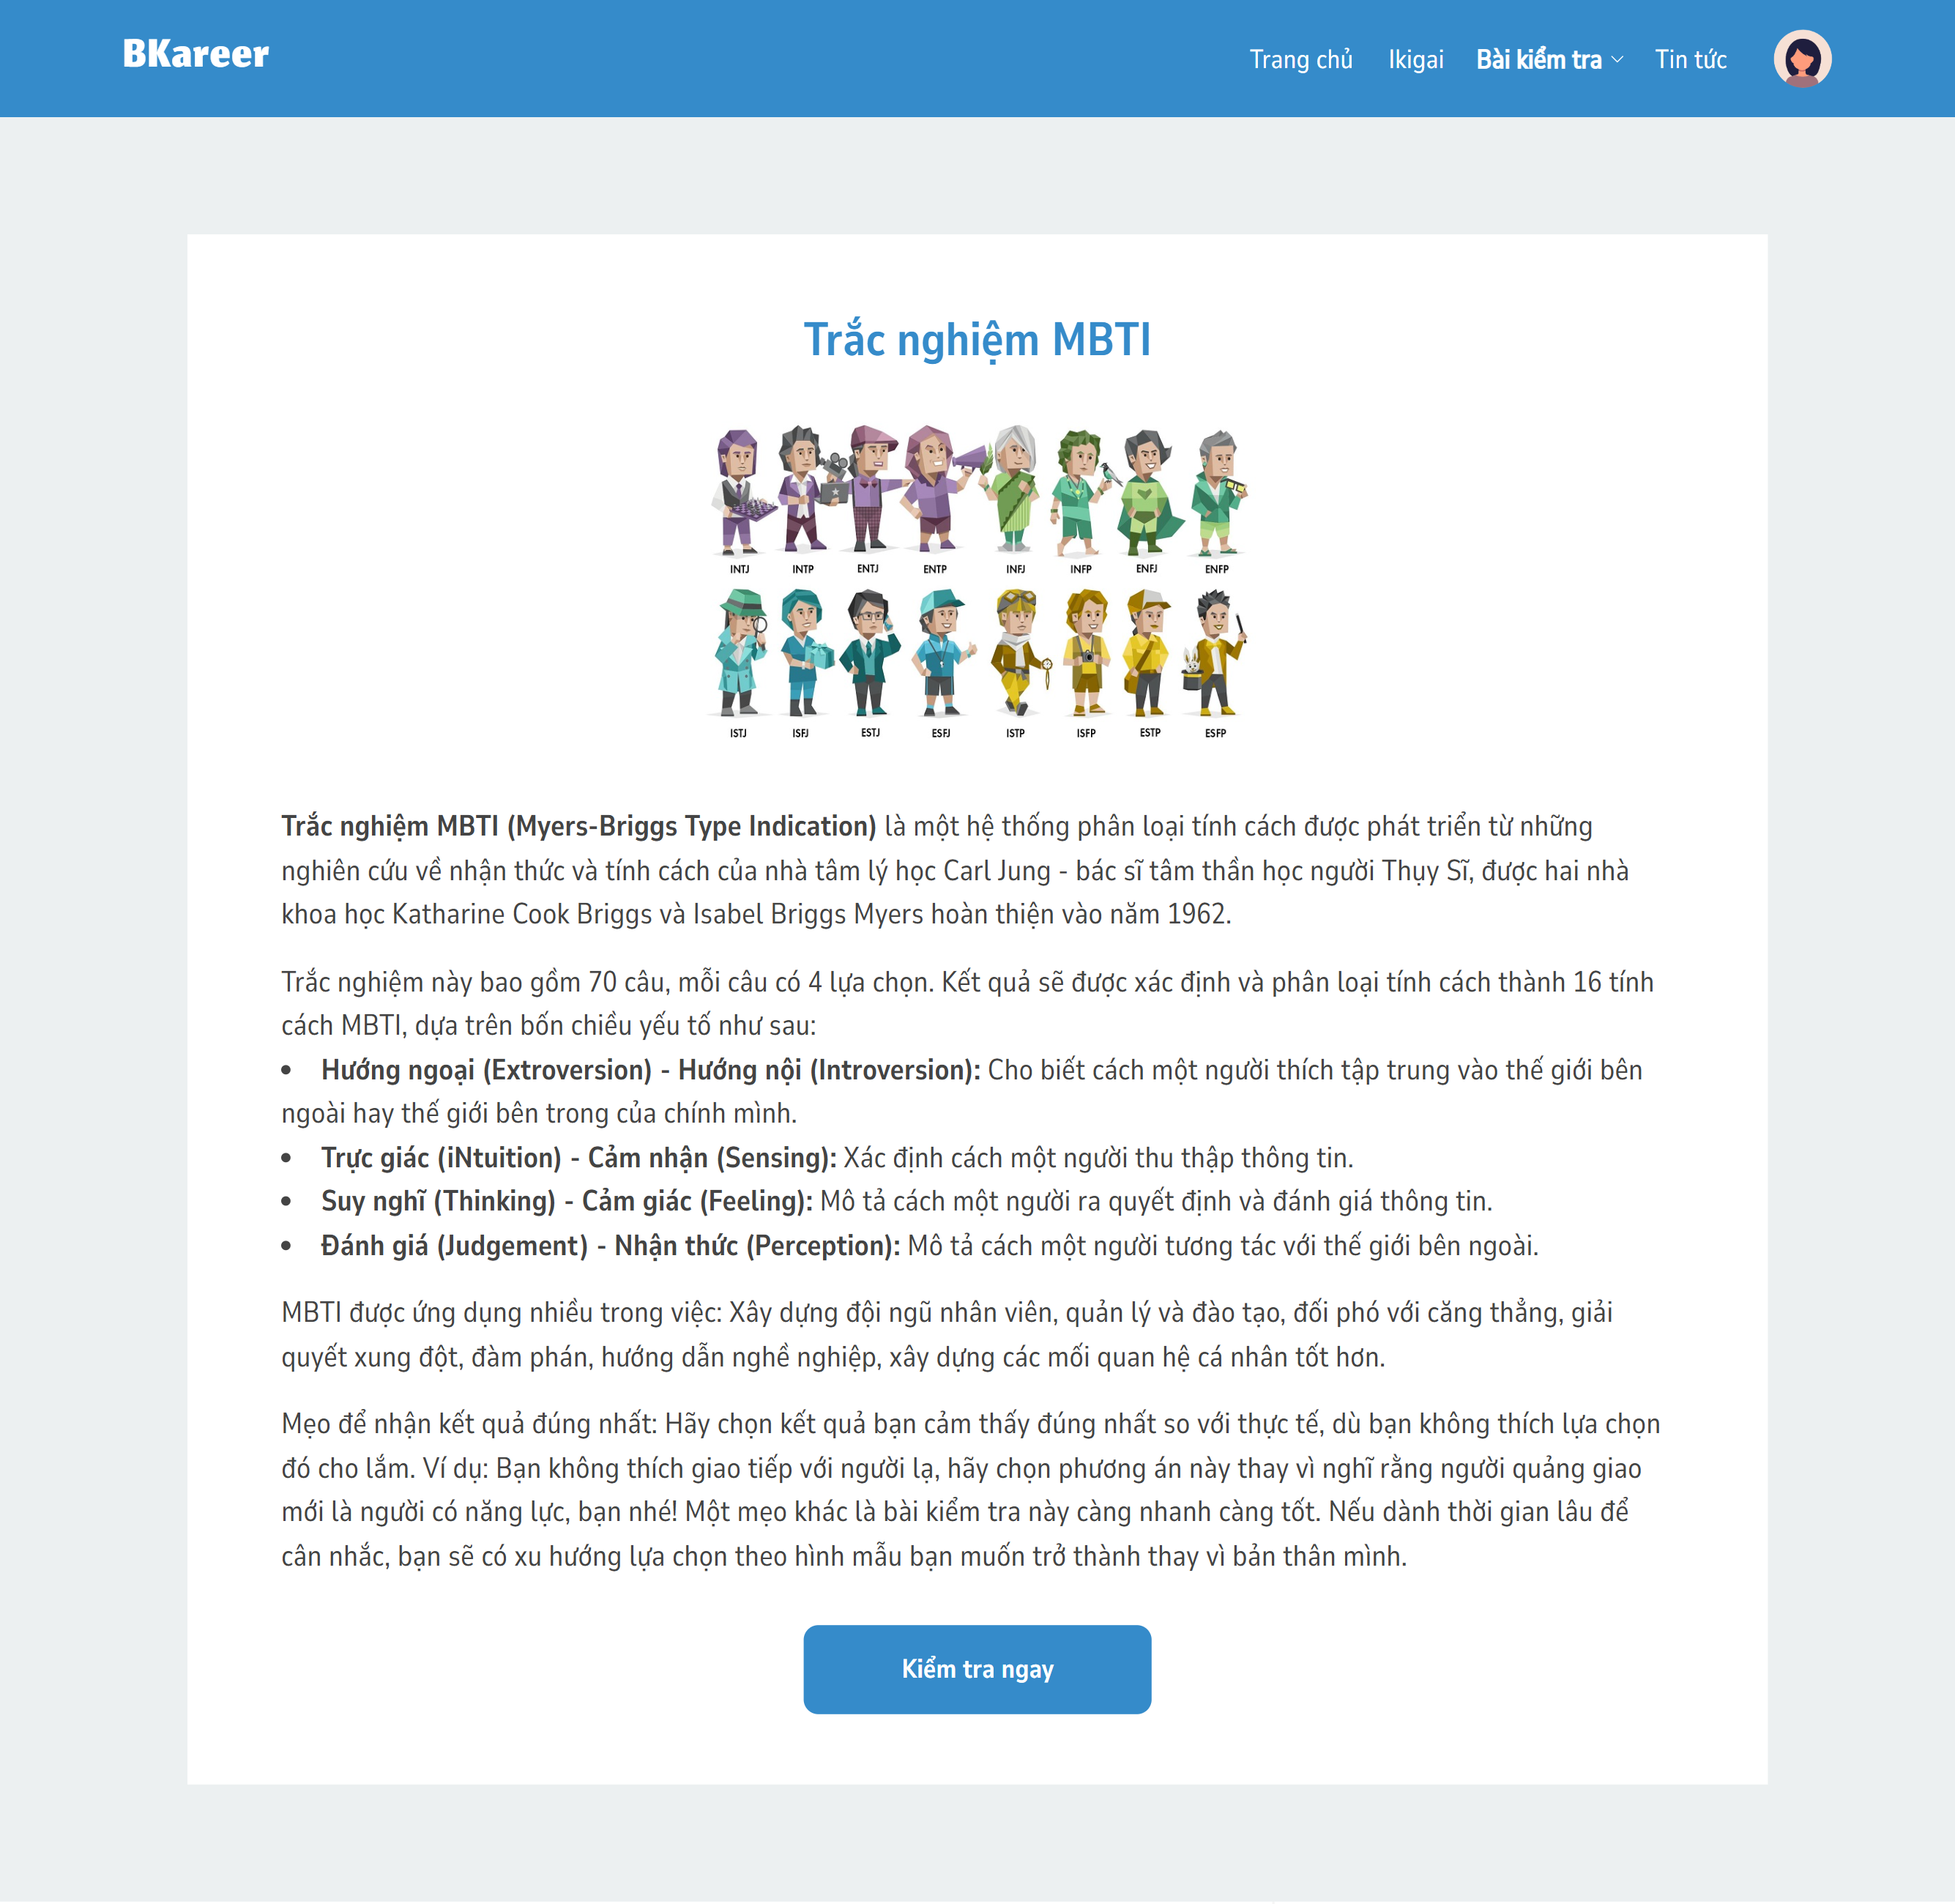 BKareer
Trang chủ Ikigai Bài kiểm tra Tin tức
Trắc nghiệm MBTI
INTJ INTP ENTJ ENTP INFJ INFP ENFJ ENFP
ISTJ ISFJ ESTJ ESFJ ISTP ISFP ESTP ESFP
Trắc nghiệm MBTI (Myers-Briggs Type Indication) là một hệ thống phân loại tính cách được phát triển từ những
nghiên cứu về nhận thức và tính cách của nhà tâm lý học Carl Jung - bác sĩ tâm thần học người Thụy Sĩ, được hai nhà
khoa học Katharine Cook Briggs và Isabel Briggs Myers hoàn thiện vào năm 1962.
Trắc nghiệm này bao gồm 70 câu, mỗi câu có 4 lựa chọn. Kết quả sẽ được xác định và phân loại tính cách thành 16 tính
cách MBTI, dựa trên bốn chiều yếu tố như sau:
• Hướng ngoại (Extroversion) - Hướng nội (Introversion): Cho biết cách một người thích tập trung vào thế giới bên
ngoài hay thế giới bên trong của chính mình.
• Trực giác (iNtuition) - Cảm nhận (Sensing): Xác định cách một người thu thập thông tin.
• Suy nghĩ (Thinking) - Cảm giác (Feeling): Mô tả cách một người ra quyết định và đánh giá thông tin.
• Đánh giá (Judgement) - Nhận thức (Perception): Mô tả cách một người tương tác với thế giới bên ngoài.
MBTI được ứng dụng nhiều trong việc: Xây dựng đội ngũ nhân viên, quản lý và đào tạo, đối phó với căng thẳng, giải
quyết xung đột, đàm phán, hướng dẫn nghề nghiệp, xây dựng các mối quan hệ cá nhân tốt hơn.
Mẹo để nhận kết quả đúng nhất: Hãy chọn kết quả bạn cảm thấy đúng nhất so với thực tế, dù bạn không thích lựa chọn
đó cho lắm. Ví dụ: Bạn không thích giao tiếp với người lạ, hãy chọn phương án này thay vì nghĩ rằng người quảng giao
mới là người có năng lực, bạn nhé! Một mẹo khác là bài kiểm tra này càng nhanh càng tốt. Nếu dành thời gian lâu để
cân nhắc, bạn sẽ có xu hướng lựa chọn theo hình mẫu bạn muốn trở thành thay vì bản thân mình.
Kiểm tra ngay